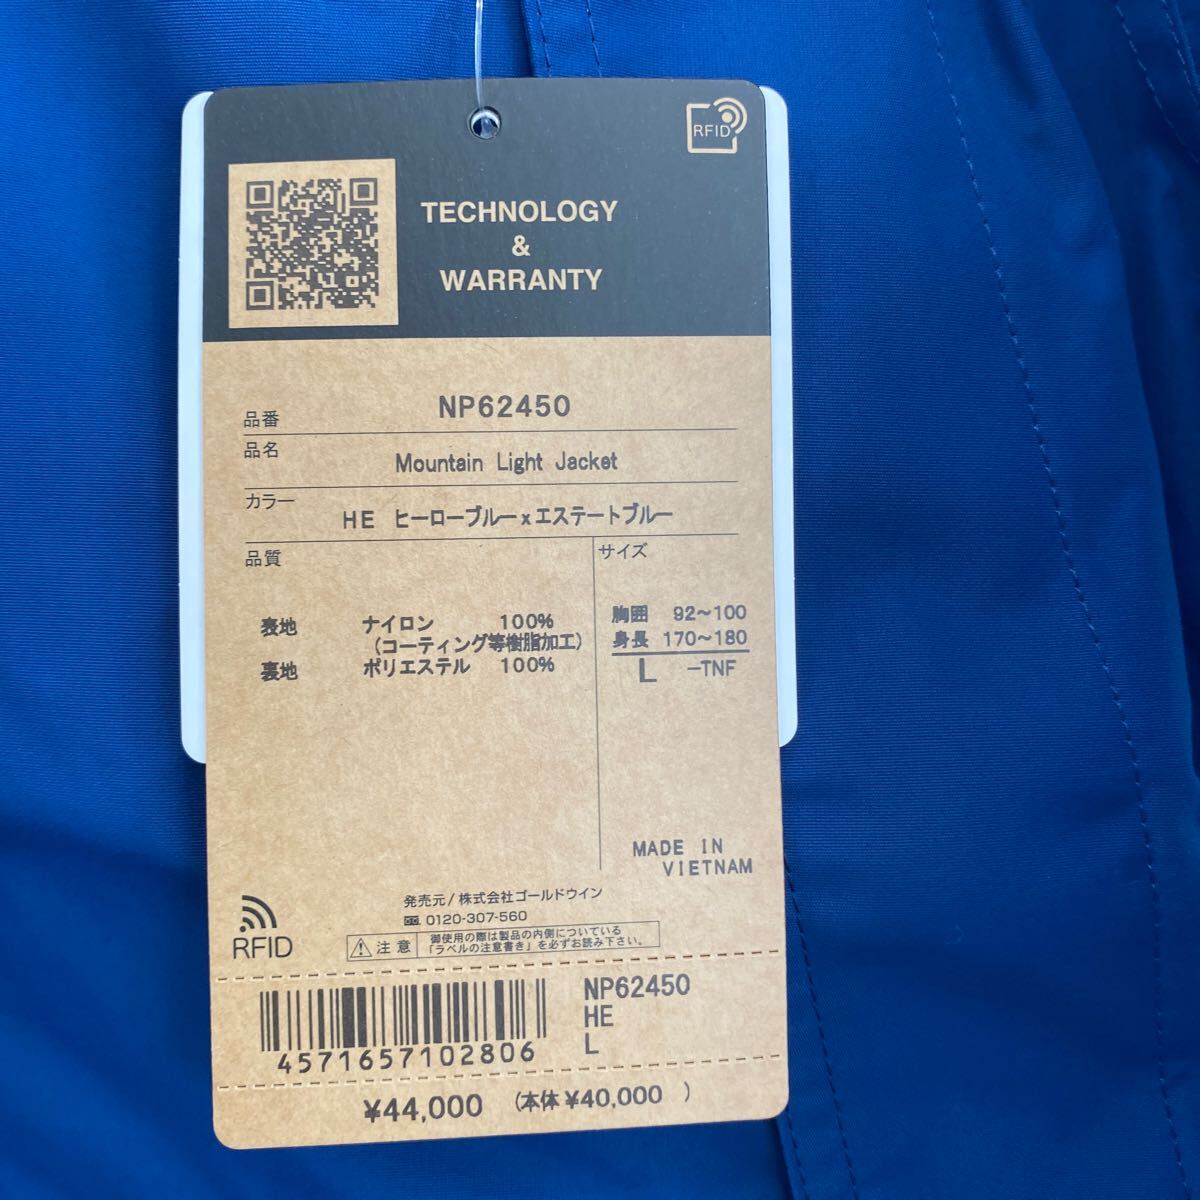 RFID
TECHNOLOGY
&
WARRANTY
品番 NP62450
品名 Mountain Light Jacket
カラー HE ヒーローブルーxエステートブルー
品質
表地 ナイロン 100%
(コーティング等樹脂加工)
裏地 ポリエステル 100%
サイズ
胸囲 92~100
身長 170~180
L -TNF
MADE IN
VIETNAM
発売元/株式会社ゴールドウイン
0120-307-560
RFID
注意 御使用の際は製品の内側についている
「ラベルの注意書き」を必ずお読み下さい。
4571657102806
NP62450
HE
L
¥44,000 (本体¥40,000 )